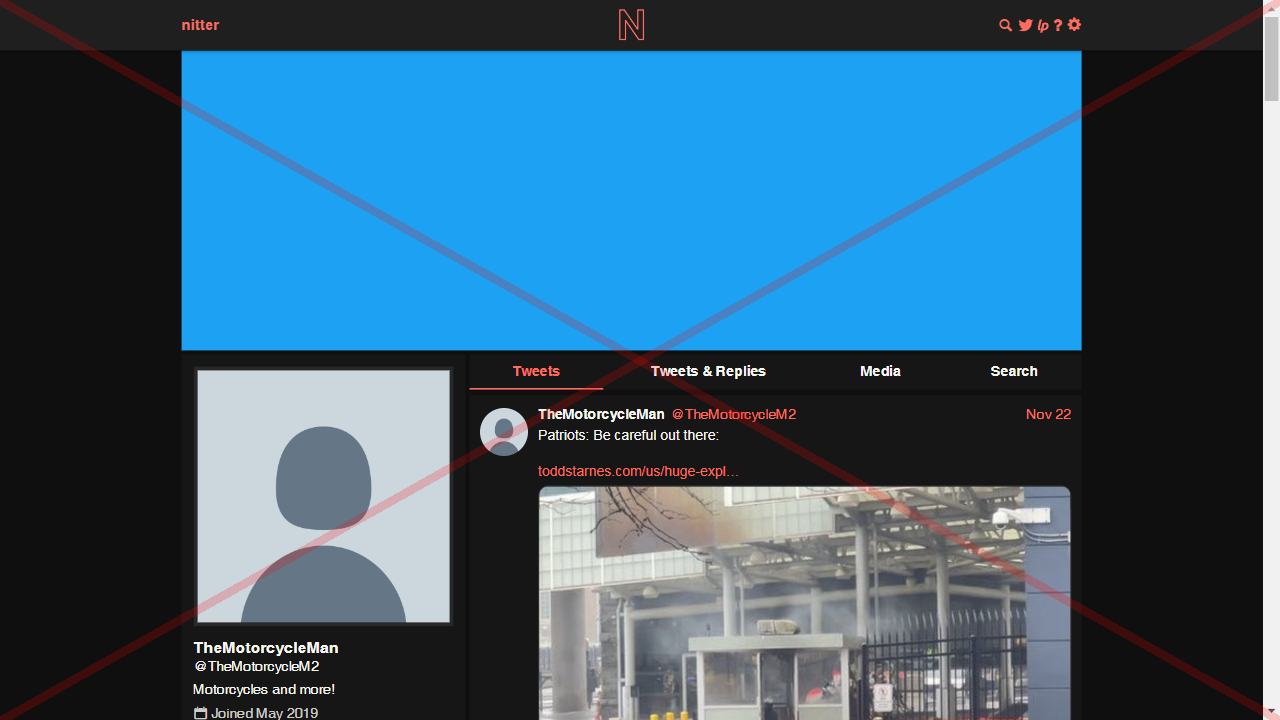 nitter
N
lp ?
Tweets Tweets & Replies Media Search
TheMotorcycleMan @TheMotorcycleM2 Nov 22
Patriots: Be careful out there:
toddstarnes.com/us/huge-expl…
TheMotorcycleMan
@TheMotorcycleM2
Motorcycles and more!
Joined May 2019